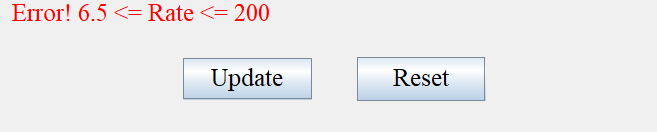 Error! 6.5 <= Rate <= 200
Update Reset